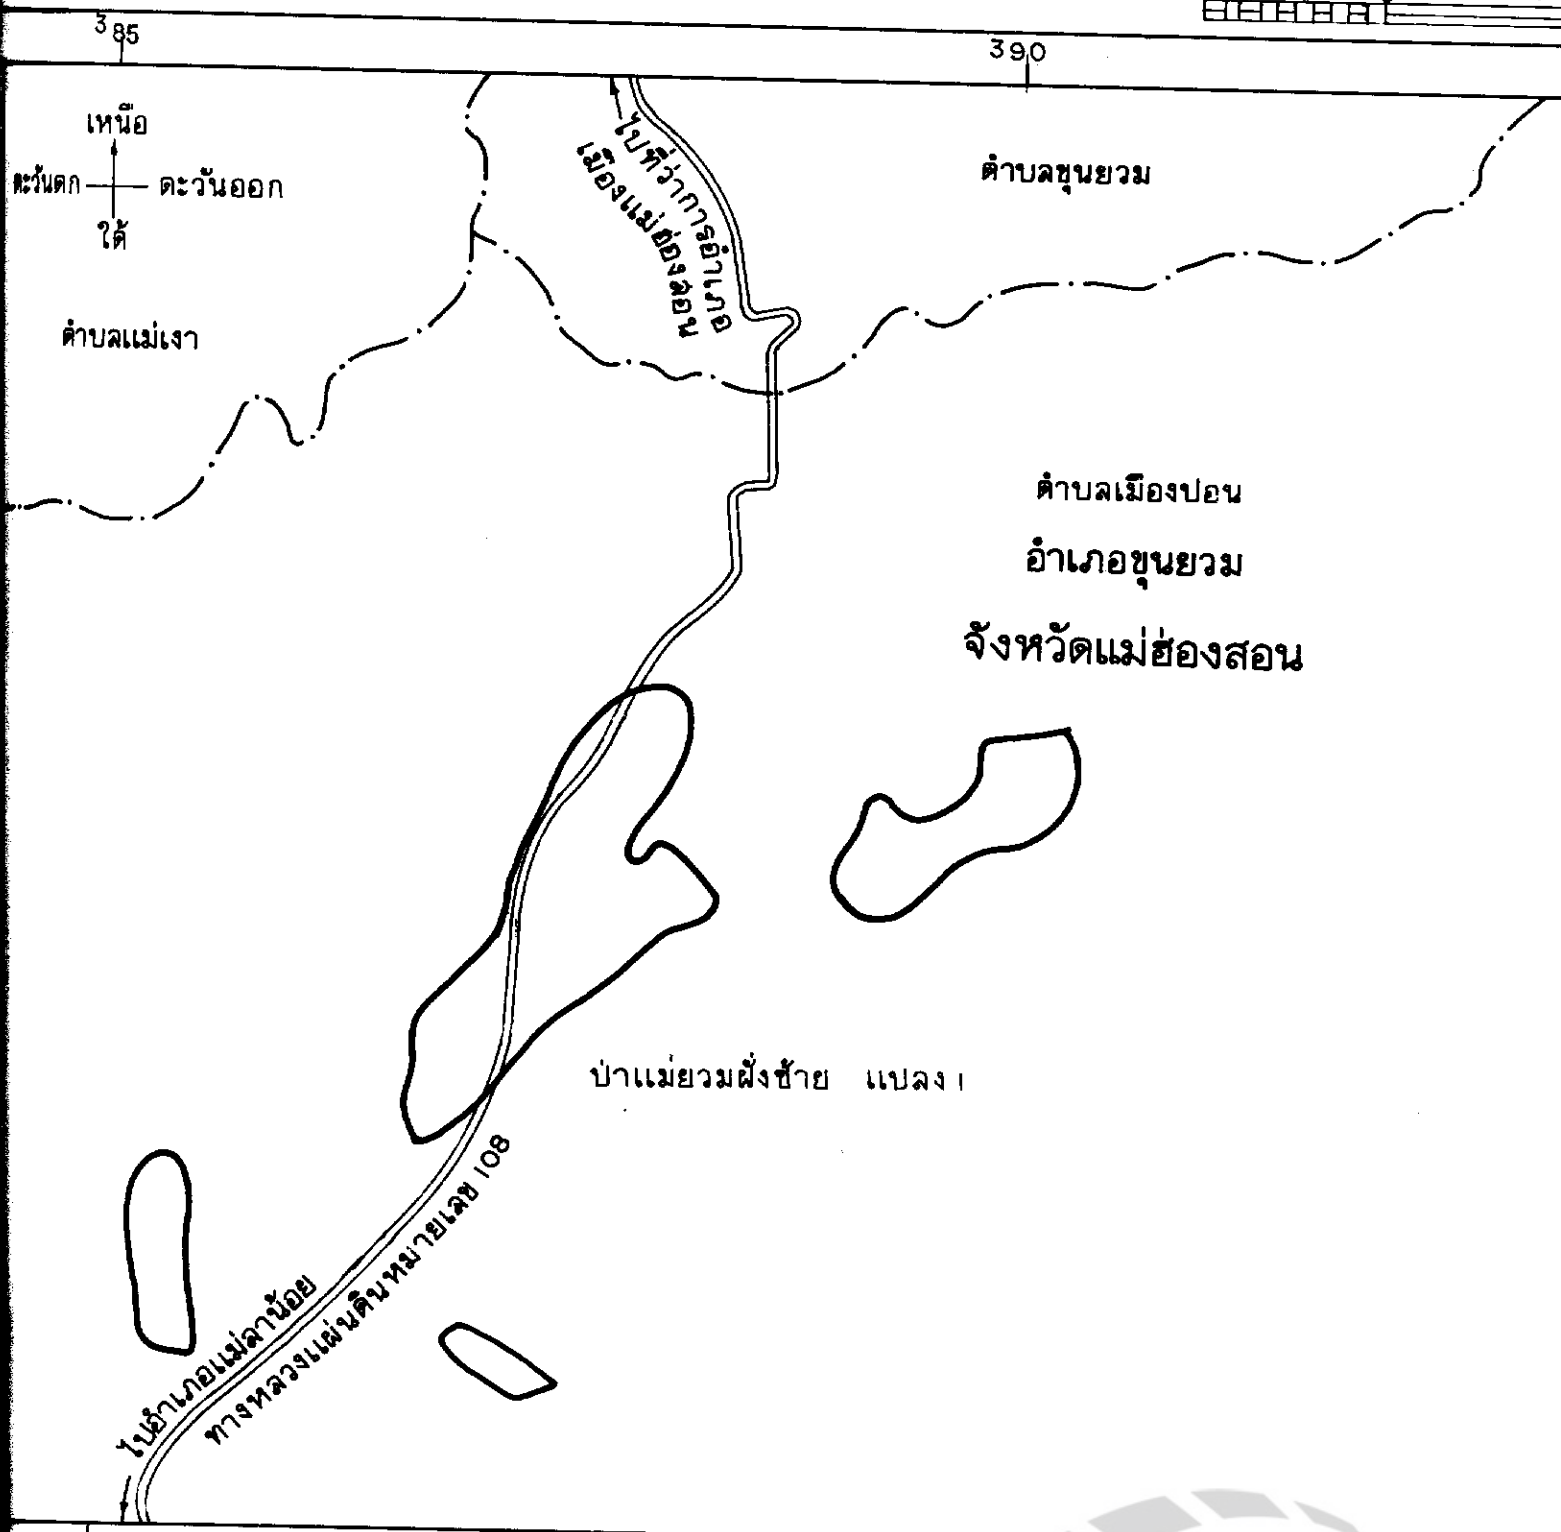 385
390
เหนือ
ตะวันตก
ตะวันออก
ใต้
ไปที่ว่าการอำเภอ
เมืองแม่ฮ่องสอน
ตำบลขุนยวม
ตำบลแม่เงา
ตำบลเมืองปอน
อำเภอขุนยวม
จังหวัดแม่ฮ่องสอน
ป่าแม่ยวมฝั่งซ้าย แปลง 1
ไปอำเภอแม่ลาน้อย
ทางหลวงแผ่นดินหมายเลข 108